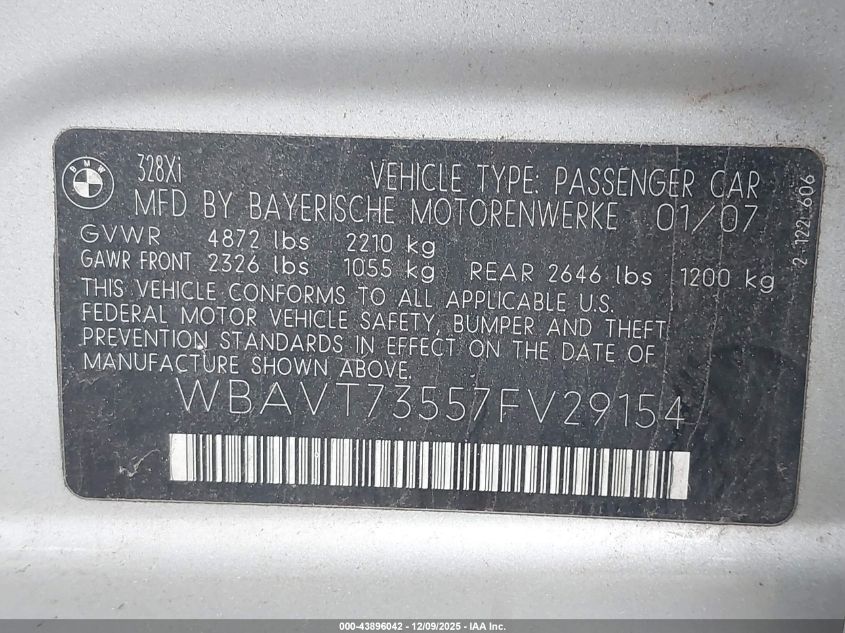 BMW
328Xi
VEHICLE TYPE: PASSENGER CAR
MFD BY BAYERISCHE MOTORENWERKE 01/07
GVWR 4872 lbs 2210 kg
GAWR FRONT 2326 lbs 1055 kg REAR 2646 lbs 1200 kg
THIS VEHICLE CONFORMS TO ALL APPLICABLE U.S.
FEDERAL MOTOR VEHICLE SAFETY, BUMPER AND THEFT
PREVENTION STANDARDS IN EFFECT ON THE DATE OF
MANUFACTURE SHOWN ABOVE.
WBAVT73557FV29154
2 122 606
000-43896042 - 12/09/2025 - IAA, Inc.